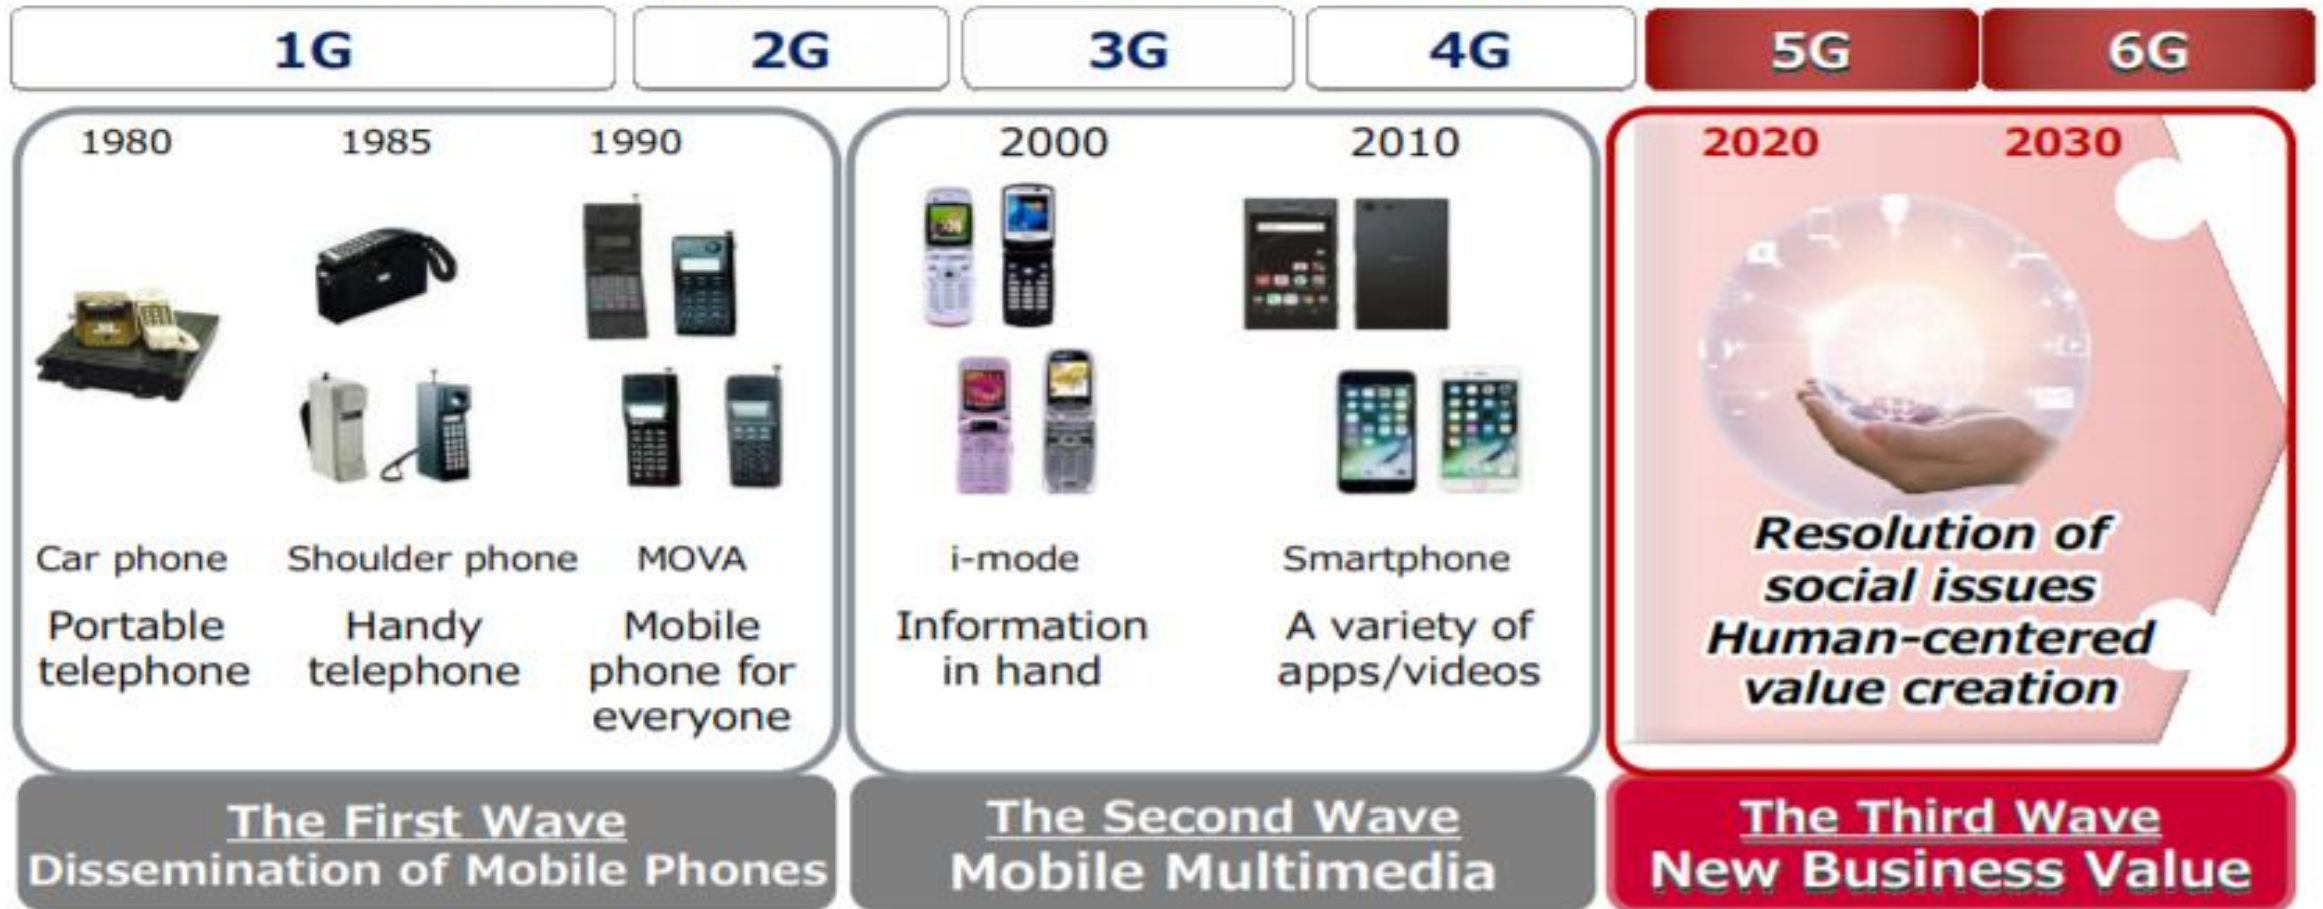 1G
2G
3G
4G
5G
6G
1980
1985
1990
2000
2010
2020
2030
Car phone
Shoulder phone
MOVA
i-mode
Smartphone
Portable
telephone
Handy
telephone
Mobile
phone for
everyone
Information
in hand
A variety of
apps/videos
Resolution of
social issues
Human-centered
value creation
The First Wave
Dissemination of Mobile Phones
The Second Wave
Mobile Multimedia
The Third Wave
New Business Value